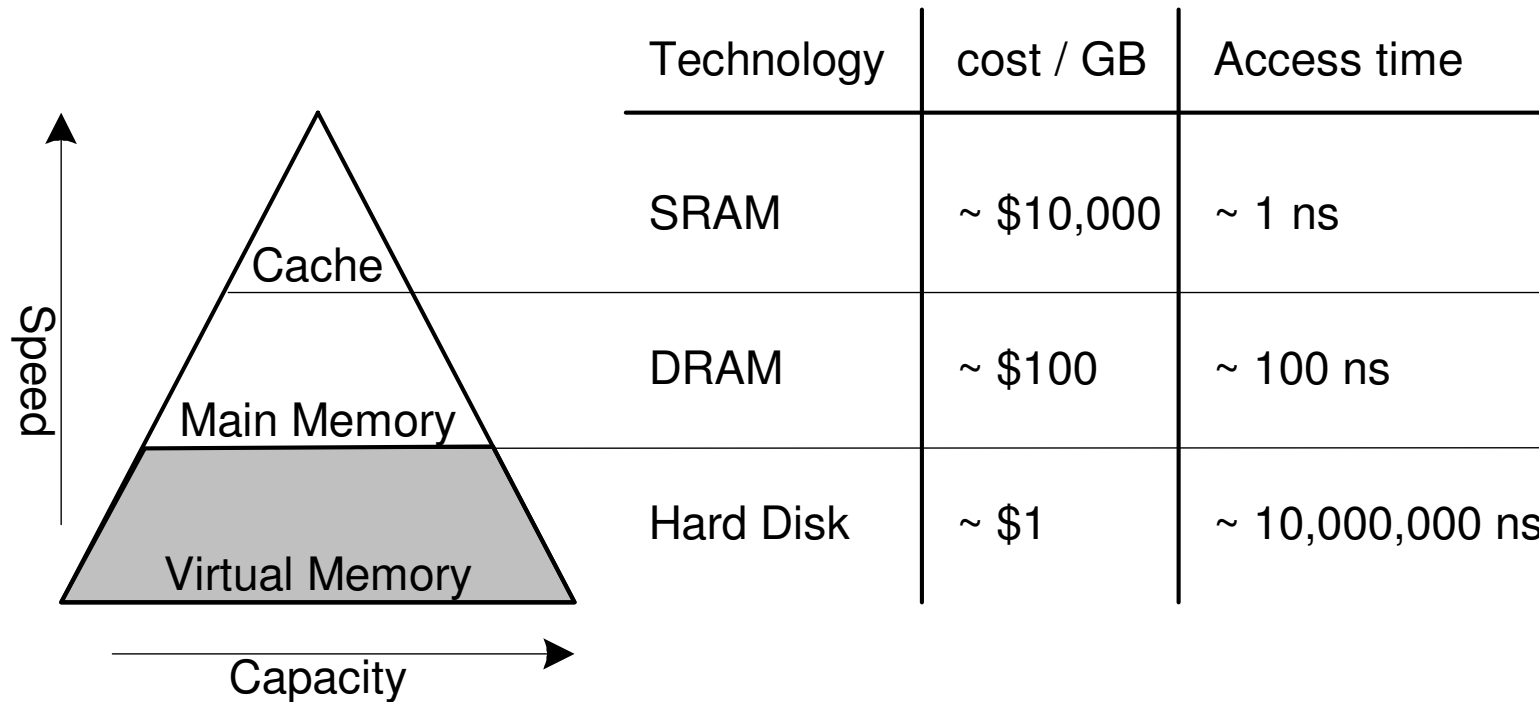 Technology cost / GB Access time
SRAM ~ $10,000 ~ 1 ns
Cache
Speed
DRAM ~ $100 ~ 100 ns
Main Memory
Hard Disk ~ $1 ~ 10,000,000 ns
Virtual Memory
Capacity